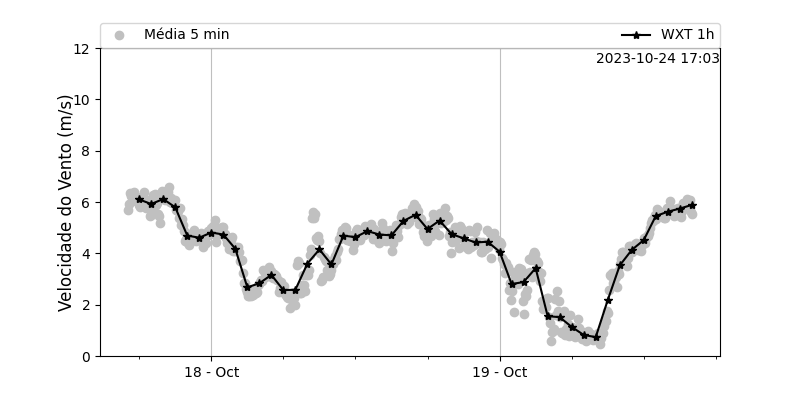 Média 5 min
WXT 1h
2023-10-24 17:03
Velocidade do Vento (m/s)
12
10
8
6
4
2
0
18 - Oct
19 - Oct